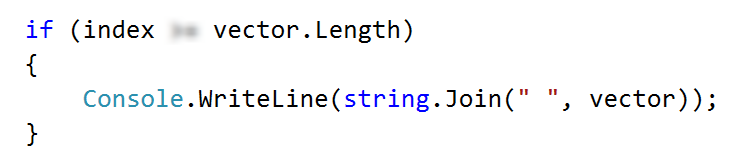 if (index vector.Length)
{
    Console.WriteLine(string.Join(" ", vector));
}